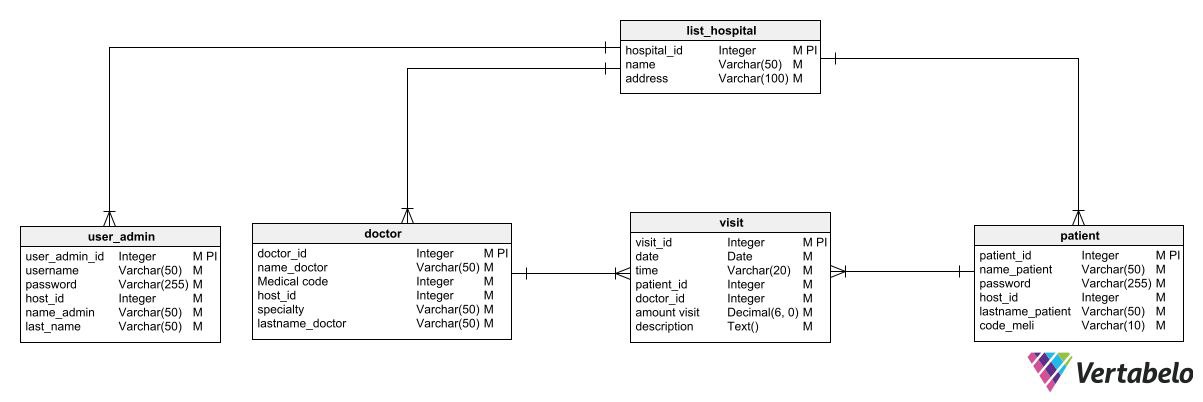 list_hospital
hospital_id Integer M PI
name Varchar(50) M
address Varchar(100) M
user_admin
user_admin_id Integer M PI
username Varchar(50) M
password Varchar(255) M
host_id Integer M
name_admin Varchar(50) M
last_name Varchar(50) M
doctor
doctor_id Integer M PI
name_doctor Varchar(50) M
Medical code Integer M
host_id Integer M
specialty Varchar(50) M
lastname_doctor Varchar(50) M
visit
visit_id Integer M PI
date Date M
time Varchar(20) M
patient_id Integer M
doctor_id Integer M
amount visit Decimal(6, 0) M
description Text() M
patient
patient_id Integer M PI
name_patient Varchar(50) M
password Varchar(255) M
host_id Integer M
lastname_patient Varchar(50) M
code_meli Varchar(10) M
Vertabelo